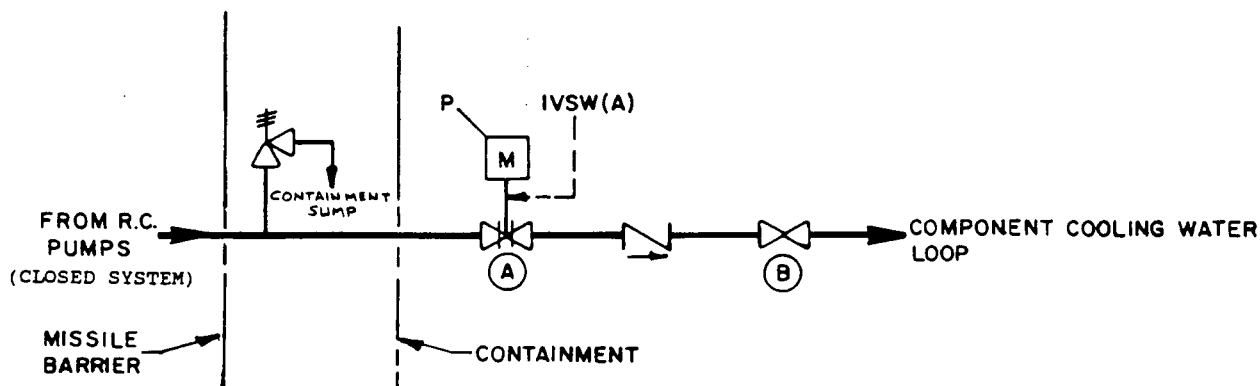 P
IVSW(A)
M
CONTAINMENT
SUMP
FROM R.C.
PUMPS
(CLOSED SYSTEM)
COMPONENT COOLING WATER
LOOP
A
B
MISSILE
BARRIER
CONTAINMENT